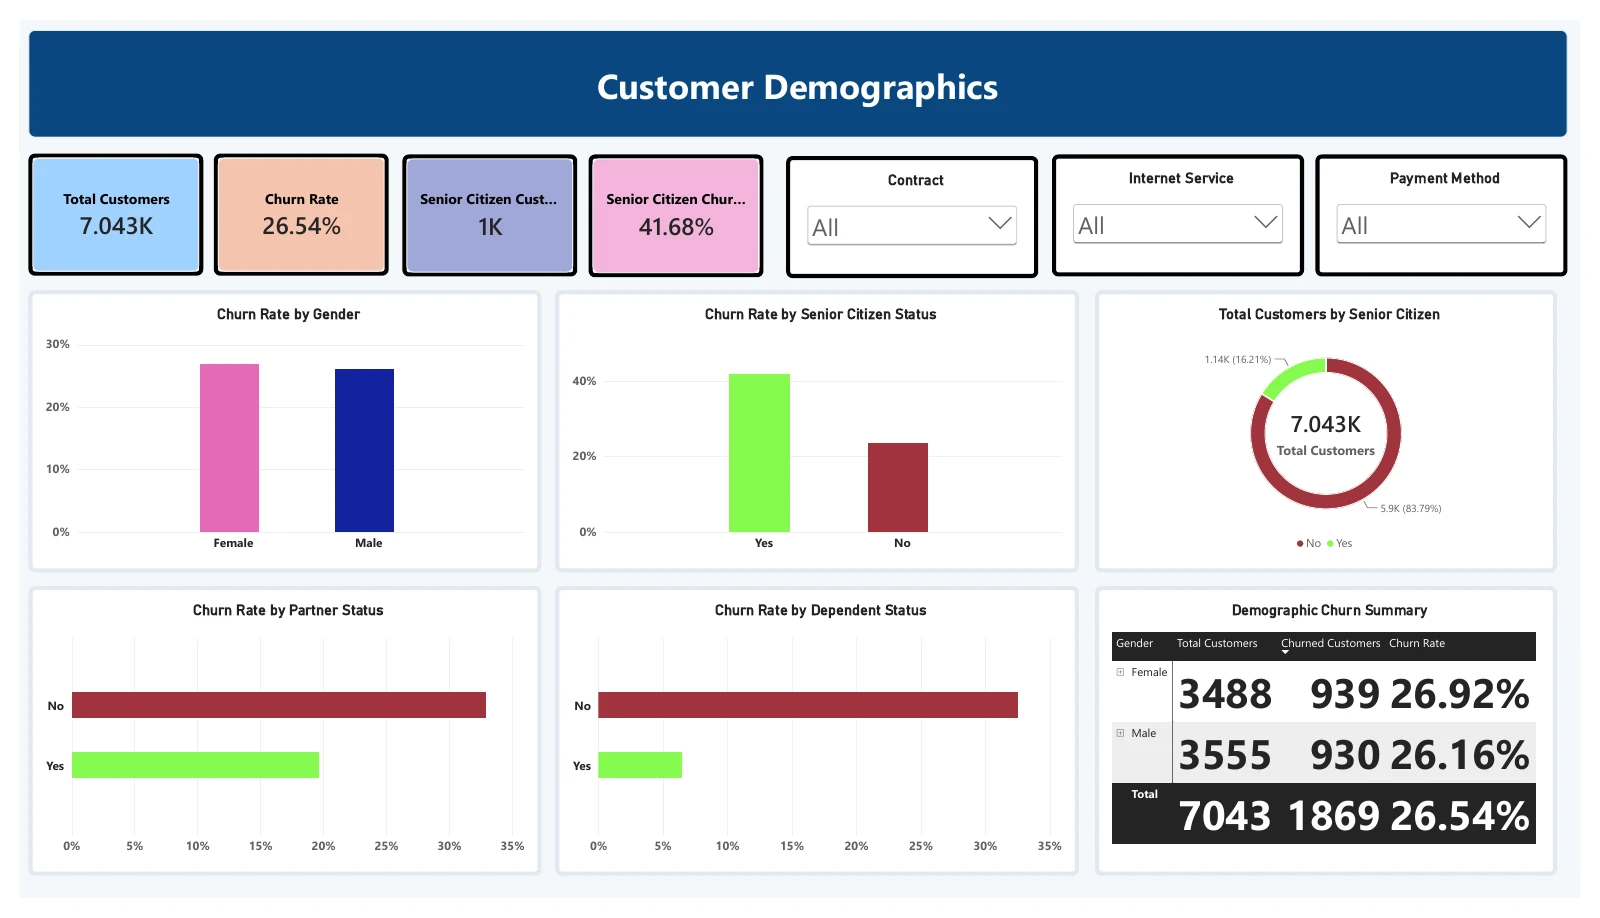 Customer Demographics
Total Customers
7.043K
Churn Rate
26.54%
Senior Citizen Cust...
1K
Senior Citizen Chur...
41.68%
Contract
All
Internet Service
All
Payment Method
All
Churn Rate by Gender
30%
20%
10%
0%
Female Male
Churn Rate by Senior Citizen Status
40%
20%
0%
Yes No
Total Customers by Senior Citizen
1.14K (16.21%)
7.043K
Total Customers
5.9K (83.79%)
No Yes
Churn Rate by Partner Status
No
Yes
0% 5% 10% 15% 20% 25% 30% 35%
Churn Rate by Dependent Status
No
Yes
0% 5% 10% 15% 20% 25% 30% 35%
Demographic Churn Summary
Gender Total Customers Churned Customers Churn Rate
Female 3488 939 26.92%
Male 3555 930 26.16%
Total 7043 1869 26.54%